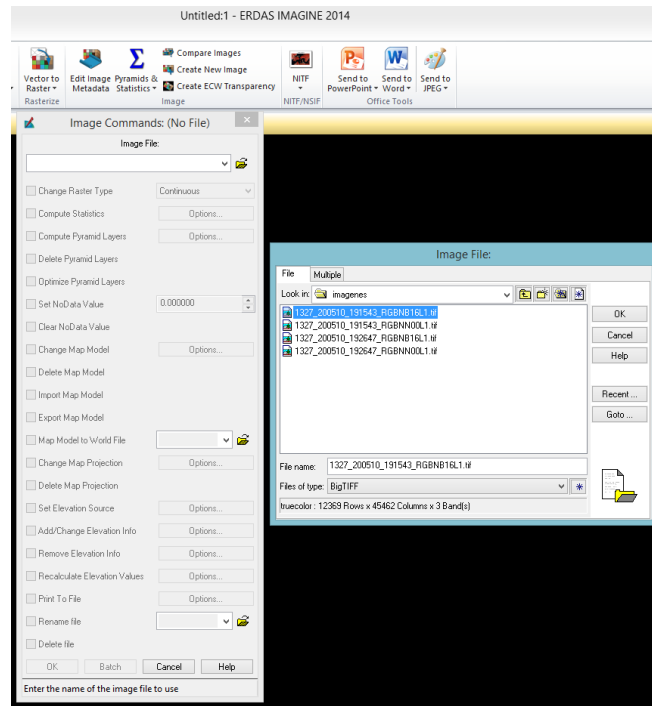 Untitled:1 - ERDAS IMAGINE 2014
Vector to Raster
Edit Image Metadata
Pyramids & Statistics
Compare Images
Create New Image
Create ECW Transparency
NITF
Send to PowerPoint
Send to Word
Send to JPEG
Rasterize
Image
NITF/NSIF
Office Tools
Image Commands: (No File)
Image File:
Change Raster Type Continuous
Compute Statistics Options...
Compute Pyramid Layers Options...
Delete Pyramid Layers
Optimize Pyramid Layers
Set NoData Value 0.000000
Clear NoData Value
Change Map Model Options...
Delete Map Model
Import Map Model
Export Map Model
Map Model to World File
Change Map Projection Options...
Delete Map Projection
Set Elevation Source Options...
Add/Change Elevation Info Options...
Remove Elevation Info Options...
Recalculate Elevation Values Options...
Print To File Options...
Rename file
Delete file
OK Batch Cancel Help
Enter the name of the image file to use
Image File:
File Multiple
Look in: imagenes
1327_200510_191543_RGBNB16L1.tif
1327_200510_191543_RGBNN00L1.tif
1327_200510_192647_RGBNB16L1.tif
1327_200510_192647_RGBNN00L1.tif
OK
Cancel
Help
Recent ...
Goto ...
File name: 1327_200510_191543_RGBNB16L1.tif
Files of type: BigTIFF
truecolor : 12369 Rows x 45462 Columns x 3 Band(s)